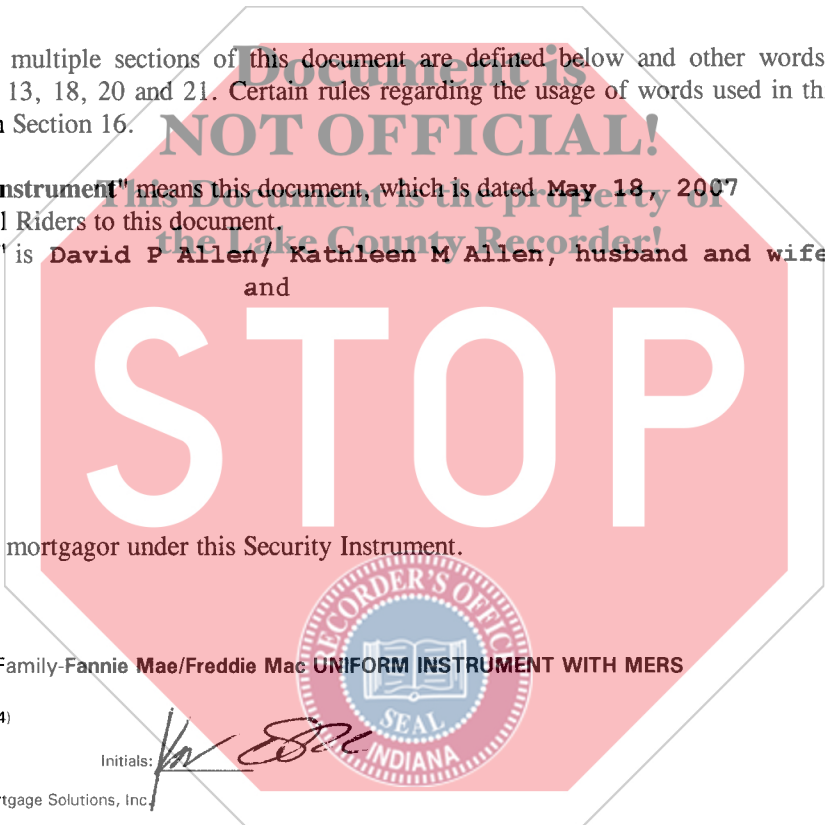 Document is
multiple sections of this document are defined below and other words
13, 18, 20 and 21. Certain rules regarding the usage of words used in th
n Section 16.
NOT OFFICIAL!
nstrument" means this document, which is dated May 18, 2007
This Document is the property of
l Riders to this document.
the Lake County Recorder!
" is David P Allen/ Kathleen M Allen, husband and wife
and
STOP
mortgagor under this Security Instrument.
RECORDER'S OFFICE
Family-Fannie Mae/Freddie Mac UNIFORM INSTRUMENT WITH MERS
4)
SEAL
INDIANA
Initials:
rtgage Solutions, Inc.